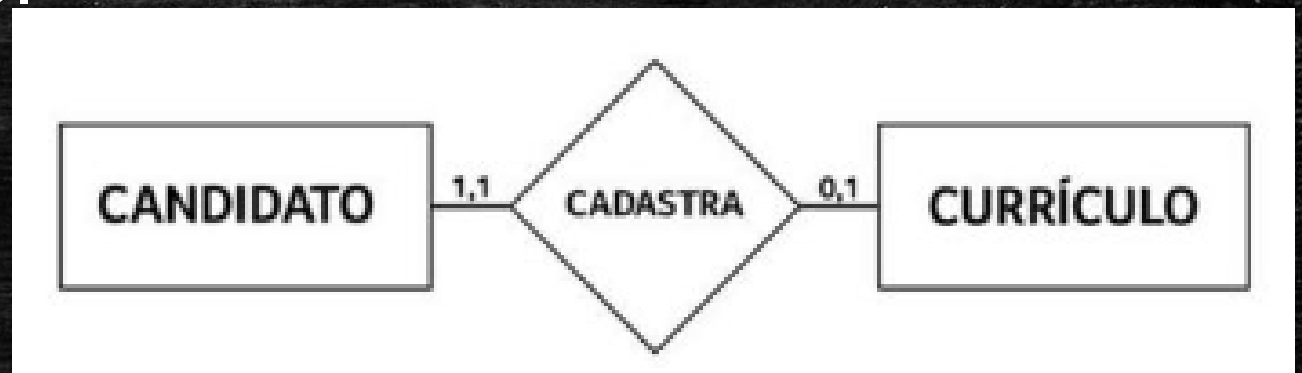 CANDIDATO
1,1
CADASTRA
0,1
CURRÍCULO